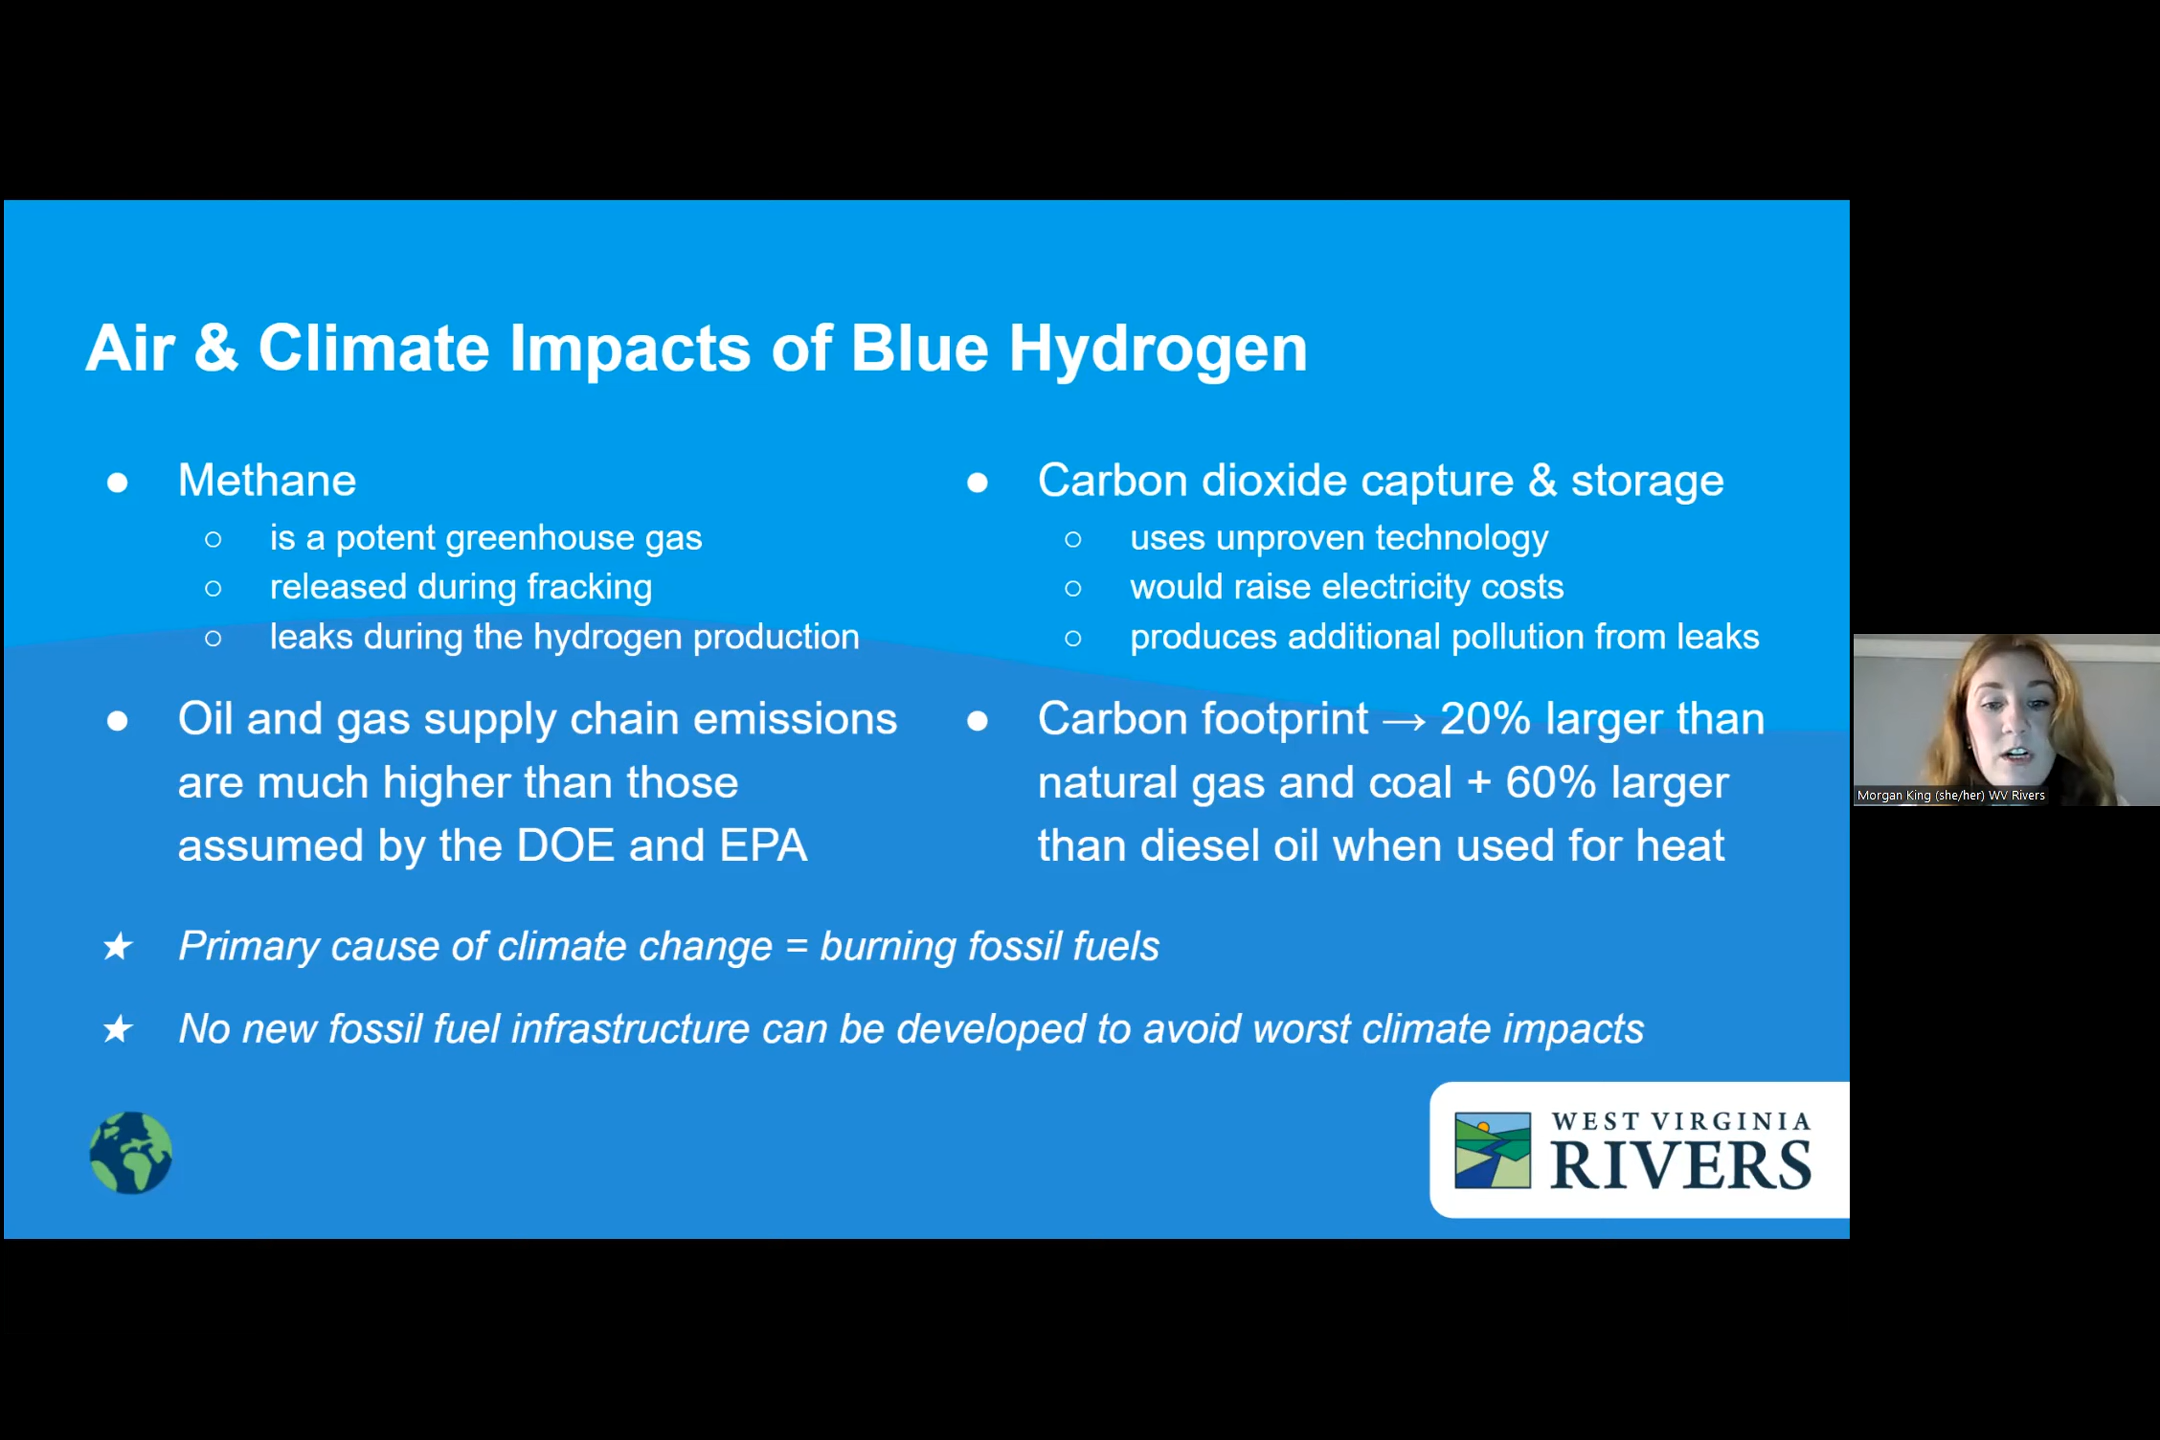 Air & Climate Impacts of Blue Hydrogen
● Methane
○ is a potent greenhouse gas
○ released during fracking
○ leaks during the hydrogen production
● Oil and gas supply chain emissions
are much higher than those
assumed by the DOE and EPA
● Carbon dioxide capture & storage
○ uses unproven technology
○ would raise electricity costs
○ produces additional pollution from leaks
● Carbon footprint → 20% larger than
natural gas and coal + 60% larger
than diesel oil when used for heat
★ Primary cause of climate change = burning fossil fuels
★ No new fossil fuel infrastructure can be developed to avoid worst climate impacts
WEST VIRGINIA
RIVERS
Morgan King (she/her) WV Rivers